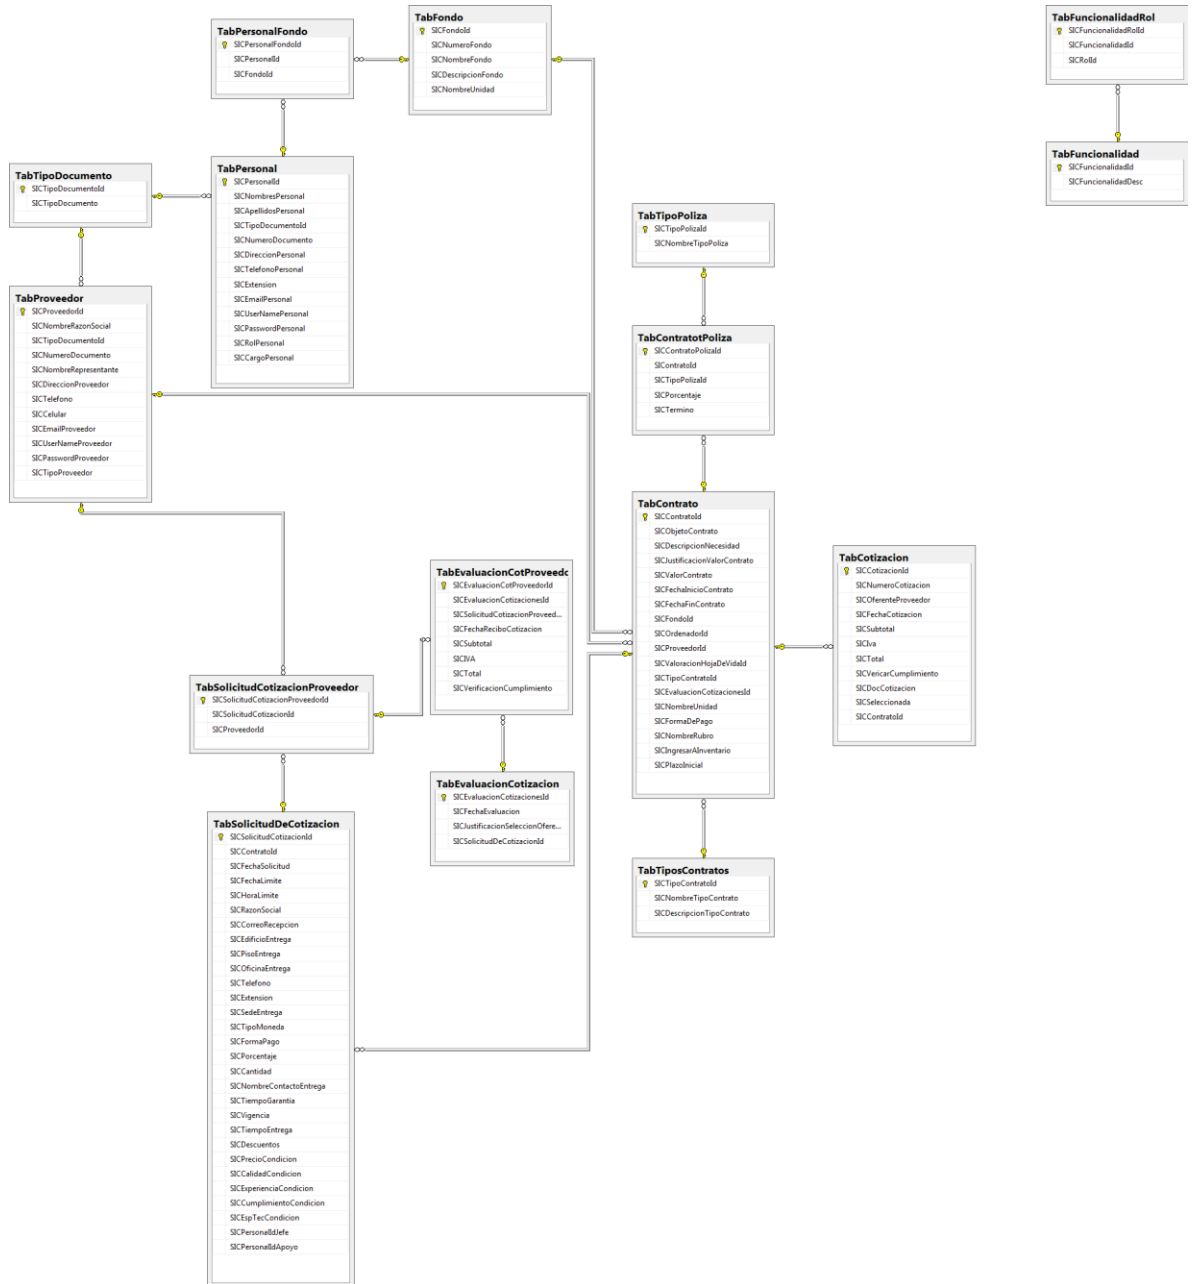 TabPersonalFondo
SICPersonalFondoId
SICPersonalId
SICFondoId
TabFondo
SICFondoId
SICNumeroFondo
SICNombreFondo
SICDescripcionFondo
SICNombreUnidad
TabFuncionalidadRol
SICFuncionalidadRolId
SICFuncionalidadId
SICRolId
TabFuncionalidad
SICFuncionalidadId
SICFuncionalidadDesc
TabTipoDocumento
SICTipoDocumentoId
SICTipoDocumento
TabPersonal
SICPersonalId
SICNombresPersonal
SICApellidosPersonal
SICTipoDocumentoId
SICNumeroDocumento
SICDireccionPersonal
SICTelefonoPersonal
SICExtension
SICEmailPersonal
SICUserNamePersonal
SICPasswordPersonal
SICRolPersonal
SICCargoPersonal
TabTipoPoliza
SICTipoPolizaId
SICNombreTipoPoliza
TabProveedor
SICProveedorId
SICNombreRazonSocial
SICTipoDocumentoId
SICNumeroDocumento
SICNombreRepresentante
SICDireccionProveedor
SICTelefono
SICCelular
SICEmailProveedor
SICUserNameProveedor
SICPasswordProveedor
SICTipoProveedor
TabContratotPoliza
SICContratoPolizaId
SIContratoId
SICTipoPolizaId
SICPorcentaje
SICTermino
TabContrato
SICContratoId
SICObjetoContrato
SICDescripcionNecesidad
SICJustificacionValorContrato
SICValorContrato
SICFechaInicioContrato
SICFechaFinContrato
SICFondoId
SICOrdenadorId
SICProveedorId
SICValoracionHojaDeVidaId
SICTipoContratoId
SICEvaluacionCotizacionesId
SICNombreUnidad
SICFormaDePago
SICNombreRubro
SICIngresarAInventario
SICPlazoInicial
TabCotizacion
SICCotizacionId
SICNumeroCotizacion
SICOferenteProveedor
SICFechaCotizacion
SICSubtotal
SICIva
SICTotal
SICVericarCumplimiento
SICDocCotizacion
SICSeleccionada
SICContratoId
TabEvaluacionCotProveedo
SICEvaluacionCotProveedorId
SICEvaluacionCotizacionesId
SICSolicitudCotizacionProveed...
SICFechaReciboCotizacion
SICSubtotal
SICIVA
SICTotal
SICVerificacionCumplimiento
TabSolicitudCotizacionProveedor
SICSolicitudCotizacionProveedorId
SICSolicitudCotizacionId
SICProveedorId
TabEvaluacionCotizacion
SICEvaluacionCotizacionesId
SICFechaEvaluacion
SICJustificacionSeleccionOfere...
SICSolicitudDeCotizacionId
TabSolicitudDeCotizacion
SICSolicitudCotizacionId
SICContratoId
SICFechaSolicitud
SICFechaLimite
SICHoraLimite
SICRazonSocial
SICCorreoRecepcion
SICEdificioEntrega
SICPisoEntrega
SICOficinaEntrega
SICTelefono
SICExtension
SICSedeEntrega
SICTipoMoneda
SICFormaPago
SICPorcentaje
SICCantidad
SICNombreContactoEntrega
SICTiempoGarantia
SICVigencia
SICTiempoEntrega
SICDescuentos
SICPrecioCondicion
SICCalidadCondicion
SICExperienciaCondicion
SICCumplimientoCondicion
SICEspTecCondicion
SICPersonalIdJefe
SICPersonalIdApoyo
TabTiposContratos
SICTipoContratoId
SICNombreTipoContrato
SICDescripcionTipoContrato